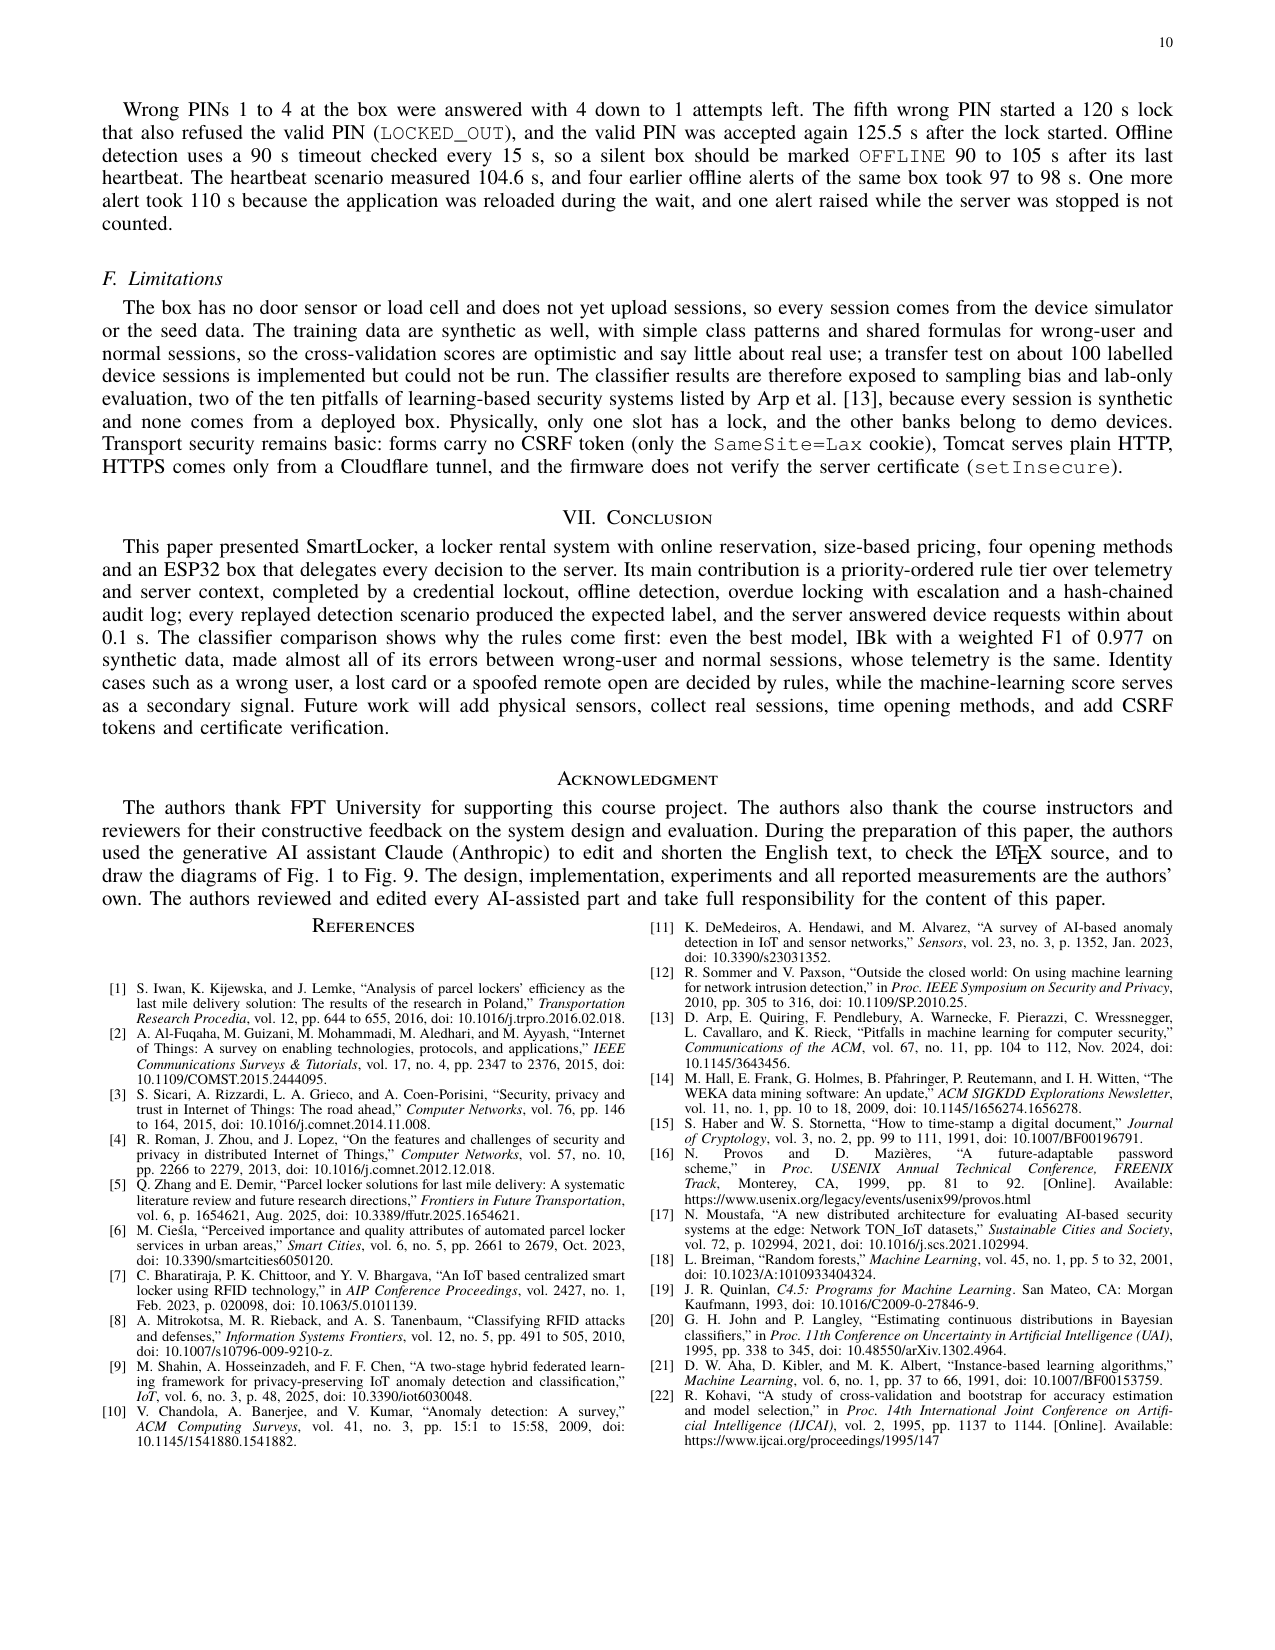 10
Wrong PINs 1 to 4 at the box were answered with 4 down to 1 attempts left. The fifth wrong PIN started a 120 s lock
that also refused the valid PIN (LOCKED_OUT), and the valid PIN was accepted again 125.5 s after the lock started. Offline
detection uses a 90 s timeout checked every 15 s, so a silent box should be marked OFFLINE 90 to 105 s after its last
heartbeat. The heartbeat scenario measured 104.6 s, and four earlier offline alerts of the same box took 97 to 98 s. One more
alert took 110 s because the application was reloaded during the wait, and one alert raised while the server was stopped is not
counted.
F. Limitations
The box has no door sensor or load cell and does not yet upload sessions, so every session comes from the device simulator
or the seed data. The training data are synthetic as well, with simple class patterns and shared formulas for wrong-user and
normal sessions, so the cross-validation scores are optimistic and say little about real use; a transfer test on about 100 labelled
device sessions is implemented but could not be run. The classifier results are therefore exposed to sampling bias and lab-only
evaluation, two of the ten pitfalls of learning-based security systems listed by Arp et al. [13], because every session is synthetic
and none comes from a deployed box. Physically, only one slot has a lock, and the other banks belong to demo devices.
Transport security remains basic: forms carry no CSRF token (only the SameSite=Lax cookie), Tomcat serves plain HTTP,
HTTPS comes only from a Cloudflare tunnel, and the firmware does not verify the server certificate (setInsecure).
VII. Conclusion
This paper presented SmartLocker, a locker rental system with online reservation, size-based pricing, four opening methods
and an ESP32 box that delegates every decision to the server. Its main contribution is a priority-ordered rule tier over telemetry
and server context, completed by a credential lockout, offline detection, overdue locking with escalation and a hash-chained
audit log; every replayed detection scenario produced the expected label, and the server answered device requests within about
0.1 s. The classifier comparison shows why the rules come first: even the best model, IBk with a weighted F1 of 0.977 on
synthetic data, made almost all of its errors between wrong-user and normal sessions, whose telemetry is the same. Identity
cases such as a wrong user, a lost card or a spoofed remote open are decided by rules, while the machine-learning score serves
as a secondary signal. Future work will add physical sensors, collect real sessions, time opening methods, and add CSRF
tokens and certificate verification.
Acknowledgment
The authors thank FPT University for supporting this course project. The authors also thank the course instructors and
reviewers for their constructive feedback on the system design and evaluation. During the preparation of this paper, the authors
used the generative AI assistant Claude (Anthropic) to edit and shorten the English text, to check the LATEX source, and to
draw the diagrams of Fig. 1 to Fig. 9. The design, implementation, experiments and all reported measurements are the authors'
own. The authors reviewed and edited every AI-assisted part and take full responsibility for the content of this paper.
References
[1] S. Iwan, K. Kijewska, and J. Lemke, “Analysis of parcel lockers’ efficiency as the
last mile delivery solution: The results of the research in Poland,” Transportation
Research Procedia, vol. 12, pp. 644 to 655, 2016, doi: 10.1016/j.trpro.2016.02.018.
[2] A. Al-Fuqaha, M. Guizani, M. Mohammadi, M. Aledhari, and M. Ayyash, “Internet
of Things: A survey on enabling technologies, protocols, and applications,” IEEE
Communications Surveys & Tutorials, vol. 17, no. 4, pp. 2347 to 2376, 2015, doi:
10.1109/COMST.2015.2444095.
[3] S. Sicari, A. Rizzardi, L. A. Grieco, and A. Coen-Porisini, “Security, privacy and
trust in Internet of Things: The road ahead,” Computer Networks, vol. 76, pp. 146
to 164, 2015, doi: 10.1016/j.comnet.2014.11.008.
[4] R. Roman, J. Zhou, and J. Lopez, “On the features and challenges of security and
privacy in distributed Internet of Things,” Computer Networks, vol. 57, no. 10,
pp. 2266 to 2279, 2013, doi: 10.1016/j.comnet.2012.12.018.
[5] Q. Zhang and E. Demir, “Parcel locker solutions for last mile delivery: A systematic
literature review and future research directions,” Frontiers in Future Transportation,
vol. 6, p. 1654621, Aug. 2025, doi: 10.3389/ffutr.2025.1654621.
[6] M. Cieśla, “Perceived importance and quality attributes of automated parcel locker
services in urban areas,” Smart Cities, vol. 6, no. 5, pp. 2661 to 2679, Oct. 2023,
doi: 10.3390/smartcities6050120.
[7] C. Bharatiraja, P. K. Chittoor, and Y. V. Bhargava, “An IoT based centralized smart
locker using RFID technology,” in AIP Conference Proceedings, vol. 2427, no. 1,
Feb. 2023, p. 020098, doi: 10.1063/5.0101139.
[8] A. Mitrokotsa, M. R. Rieback, and A. S. Tanenbaum, “Classifying RFID attacks
and defenses,” Information Systems Frontiers, vol. 12, no. 5, pp. 491 to 505, 2010,
doi: 10.1007/s10796-009-9210-z.
[9] M. Shahin, A. Hosseinzadeh, and F. F. Chen, “A two-stage hybrid federated learn-
ing framework for privacy-preserving IoT anomaly detection and classification,”
IoT, vol. 6, no. 3, p. 48, 2025, doi: 10.3390/iot6030048.
[10] V. Chandola, A. Banerjee, and V. Kumar, “Anomaly detection: A survey,”
ACM Computing Surveys, vol. 41, no. 3, pp. 15:1 to 15:58, 2009, doi:
10.1145/1541880.1541882.
[11] K. DeMedeiros, A. Hendawi, and M. Alvarez, “A survey of AI-based anomaly
detection in IoT and sensor networks,” Sensors, vol. 23, no. 3, p. 1352, Jan. 2023,
doi: 10.3390/s23031352.
[12] R. Sommer and V. Paxson, “Outside the closed world: On using machine learning
for network intrusion detection,” in Proc. IEEE Symposium on Security and Privacy,
2010, pp. 305 to 316, doi: 10.1109/SP.2010.25.
[13] D. Arp, E. Quiring, F. Pendlebury, A. Warnecke, F. Pierazzi, C. Wressnegger,
L. Cavallaro, and K. Rieck, “Pitfalls in machine learning for computer security,”
Communications of the ACM, vol. 67, no. 11, pp. 104 to 112, Nov. 2024, doi:
10.1145/3643456.
[14] M. Hall, E. Frank, G. Holmes, B. Pfahringer, P. Reutemann, and I. H. Witten, “The
WEKA data mining software: An update,” ACM SIGKDD Explorations Newsletter,
vol. 11, no. 1, pp. 10 to 18, 2009, doi: 10.1145/1656274.1656278.
[15] S. Haber and W. S. Stornetta, “How to time-stamp a digital document,” Journal
of Cryptology, vol. 3, no. 2, pp. 99 to 111, 1991, doi: 10.1007/BF00196791.
[16] N. Provos and D. Mazières, “A future-adaptable password
scheme,” in Proc. USENIX Annual Technical Conference, FREENIX
Track, Monterey, CA, 1999, pp. 81 to 92. [Online]. Available:
https://www.usenix.org/legacy/events/usenix99/provos.html
[17] N. Moustafa, “A new distributed architecture for evaluating AI-based security
systems at the edge: Network TON_IoT datasets,” Sustainable Cities and Society,
vol. 72, p. 102994, 2021, doi: 10.1016/j.scs.2021.102994.
[18] L. Breiman, “Random forests,” Machine Learning, vol. 45, no. 1, pp. 5 to 32, 2001,
doi: 10.1023/A:1010933404324.
[19] J. R. Quinlan, C4.5: Programs for Machine Learning. San Mateo, CA: Morgan
Kaufmann, 1993, doi: 10.1016/C2009-0-27846-9.
[20] G. H. John and P. Langley, “Estimating continuous distributions in Bayesian
classifiers,” in Proc. 11th Conference on Uncertainty in Artificial Intelligence (UAI),
1995, pp. 338 to 345, doi: 10.48550/arXiv.1302.4964.
[21] D. W. Aha, D. Kibler, and M. K. Albert, “Instance-based learning algorithms,”
Machine Learning, vol. 6, no. 1, pp. 37 to 66, 1991, doi: 10.1007/BF00153759.
[22] R. Kohavi, “A study of cross-validation and bootstrap for accuracy estimation
and model selection,” in Proc. 14th International Joint Conference on Artifi-
cial Intelligence (IJCAI), vol. 2, 1995, pp. 1137 to 1144. [Online]. Available:
https://www.ijcai.org/proceedings/1995/147